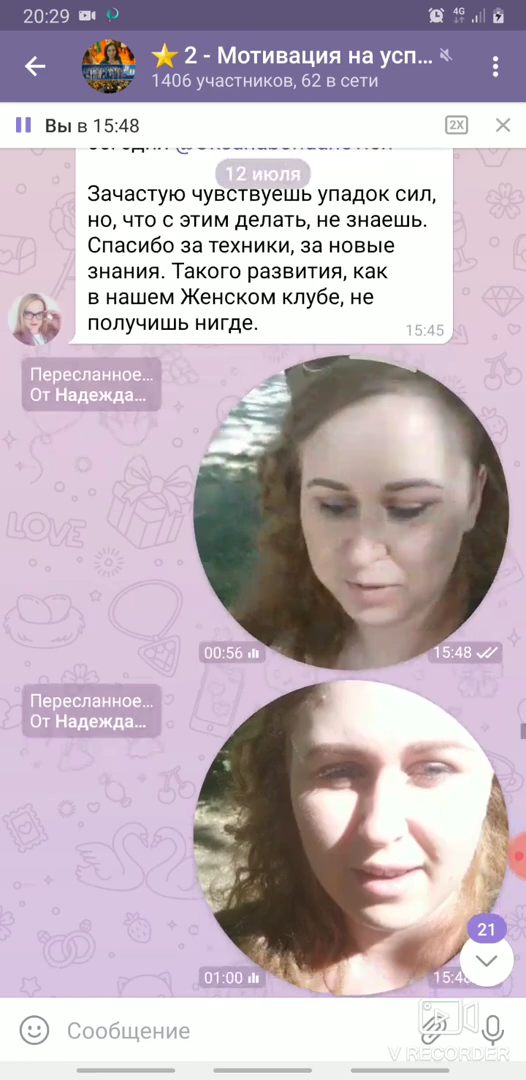 20:29
4G
2 - Мотивация на усп...
1406 участников, 62 в сети
Вы в 15:48
2X
12 июля
Зачастую чувствуешь упадок сил,
но, что с этим делать, не знаешь.
Спасибо за техники, за новые
знания. Такого развития, как
в нашем Женском клубе, не
получишь нигде.
15:45
Пересланное...
От Надежда...
LOVE
00:56
15:48
Пересланное...
От Надежда...
21
01:00
Сообщение
V RECORDER